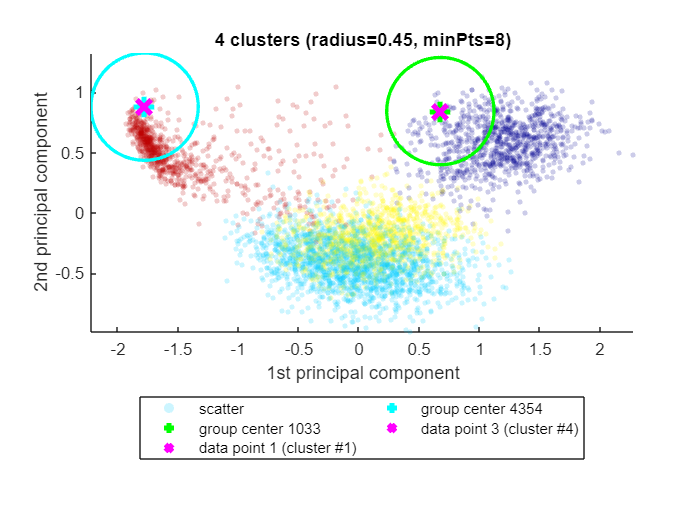 4 clusters (radius=0.45, minPts=8)
2nd principal component
1
0.5
0
-0.5
-2 -1.5 -1 -0.5 0 0.5 1 1.5 2
1st principal component
scatter
group center 1033
data point 1 (cluster #1)
group center 4354
data point 3 (cluster #4)